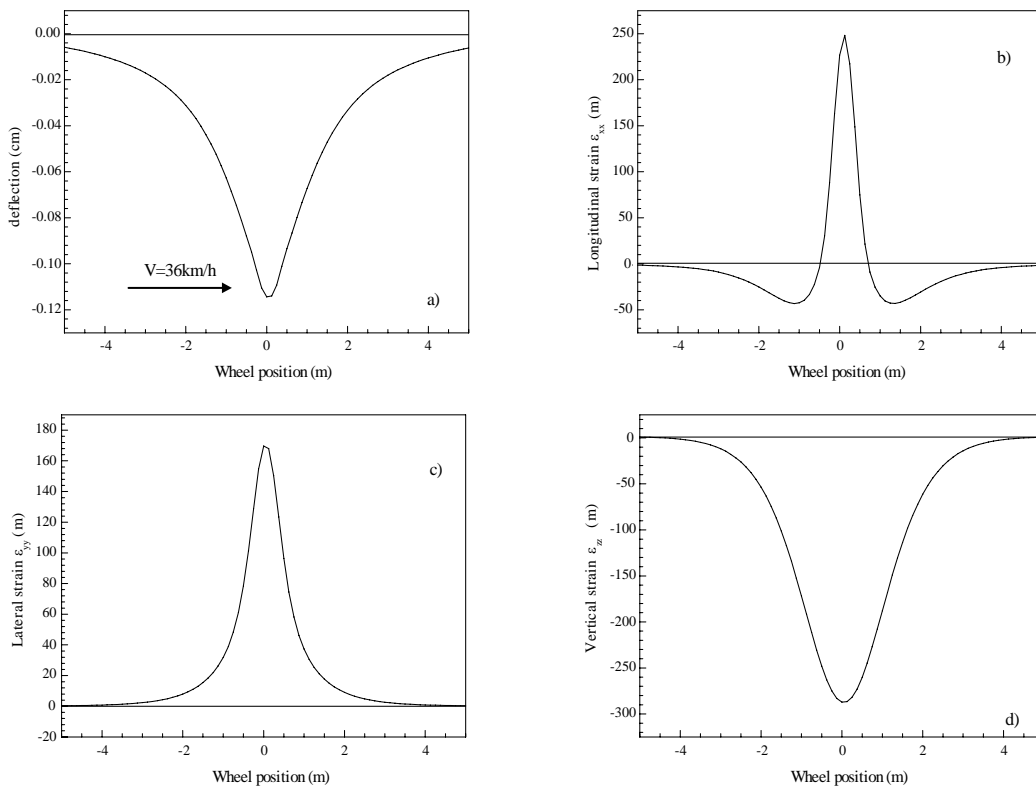 0.00
-0.02
-0.04
-0.06
-0.08
-0.10
-0.12
deflection (cm)
V=36km/h
a)
-4 -2 0 2 4
Wheel position (m)
250
200
150
100
50
0
-50
Longitudinal strain εxx (m)
b)
-4 -2 0 2 4
Wheel position (m)
180
160
140
120
100
80
60
40
20
0
-20
Lateral strain εyy (m)
c)
-4 -2 0 2 4
Wheel position (m)
0
-50
-100
-150
-200
-250
-300
Vertical strain εzz (m)
d)
-4 -2 0 2 4
Wheel position (m)